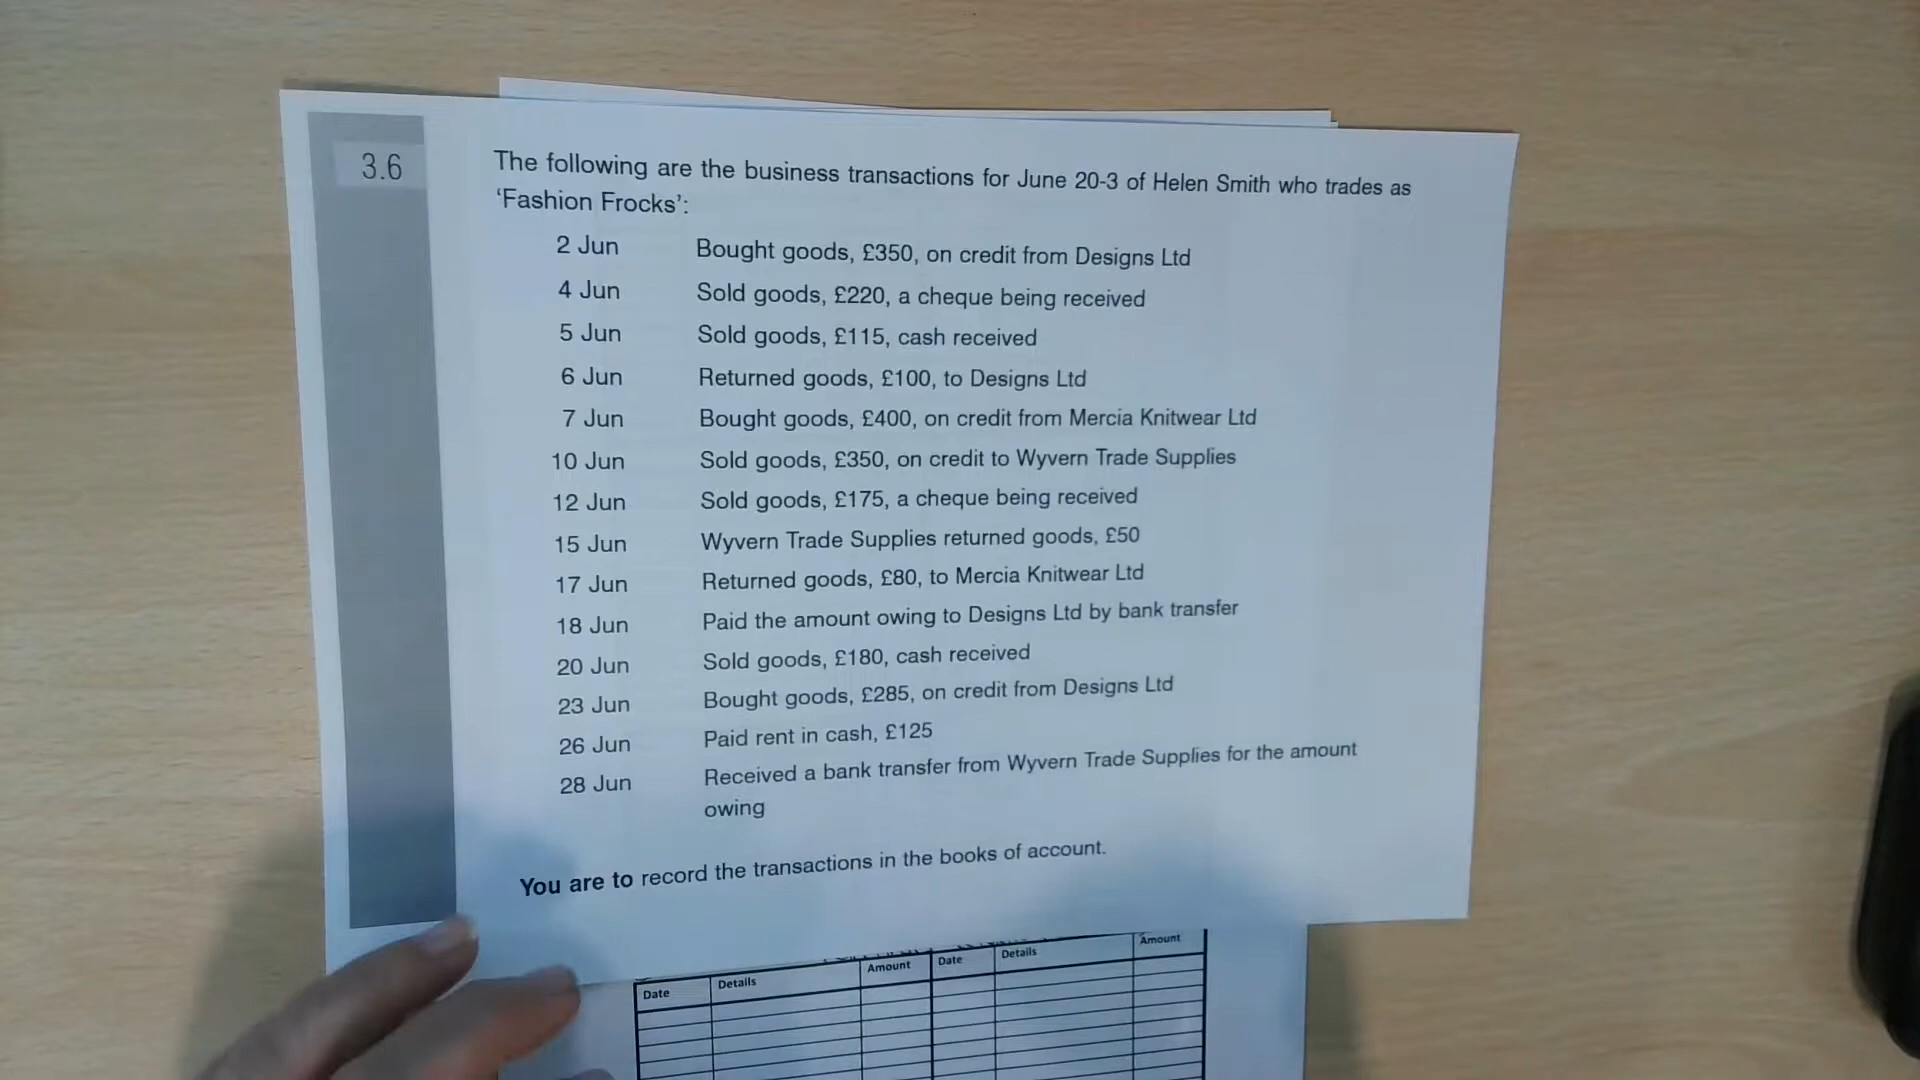 3.6
The following are the business transactions for June 20-3 of Helen Smith who trades as
‘Fashion Frocks’:
2 Jun Bought goods, £350, on credit from Designs Ltd
4 Jun Sold goods, £220, a cheque being received
5 Jun Sold goods, £115, cash received
6 Jun Returned goods, £100, to Designs Ltd
7 Jun Bought goods, £400, on credit from Mercia Knitwear Ltd
10 Jun Sold goods, £350, on credit to Wyvern Trade Supplies
12 Jun Sold goods, £175, a cheque being received
15 Jun Wyvern Trade Supplies returned goods, £50
17 Jun Returned goods, £80, to Mercia Knitwear Ltd
18 Jun Paid the amount owing to Designs Ltd by bank transfer
20 Jun Sold goods, £180, cash received
23 Jun Bought goods, £285, on credit from Designs Ltd
26 Jun Paid rent in cash, £125
28 Jun Received a bank transfer from Wyvern Trade Supplies for the amount
owing
You are to record the transactions in the books of account.
Date Details Amount Date Details Amount